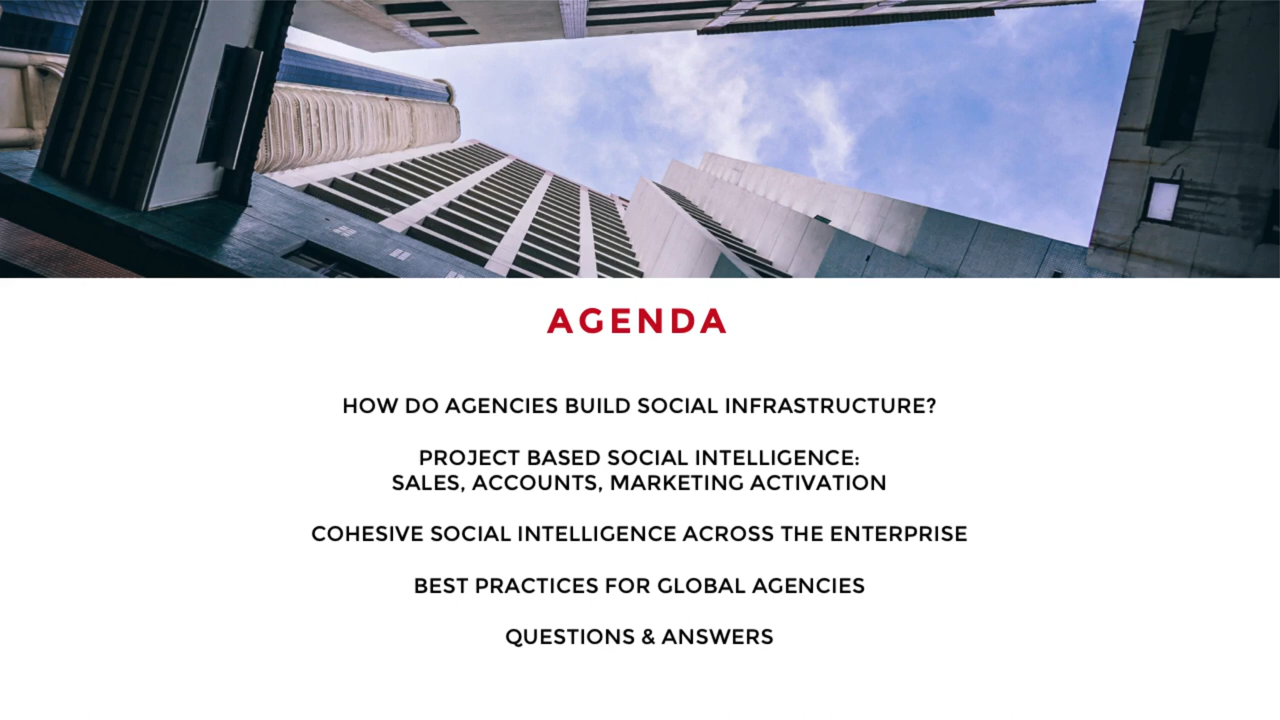 AGENDA
HOW DO AGENCIES BUILD SOCIAL INFRASTRUCTURE?
PROJECT BASED SOCIAL INTELLIGENCE:
SALES, ACCOUNTS, MARKETING ACTIVATION
COHESIVE SOCIAL INTELLIGENCE ACROSS THE ENTERPRISE
BEST PRACTICES FOR GLOBAL AGENCIES
QUESTIONS & ANSWERS